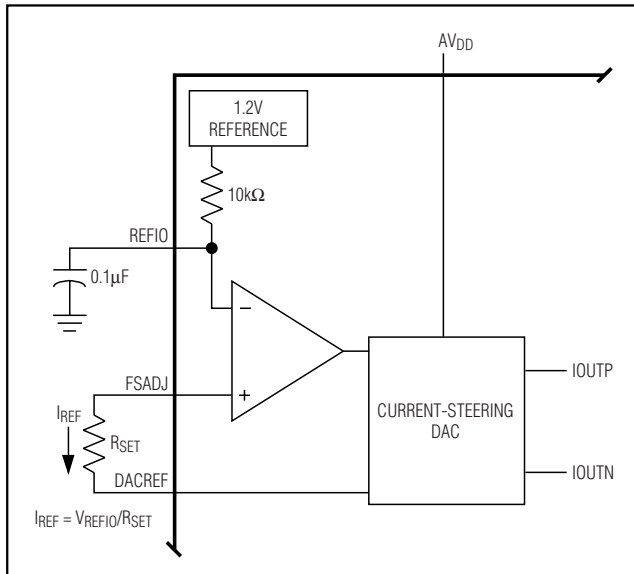 AVDD
1.2V
REFERENCE
10kΩ
REFIO
0.1µF
−
FSADJ
+
IREF
RSET
CURRENT-STEERING
DAC
IOUTP
IOUTN
DACREF
IREF = VREFIO/RSET